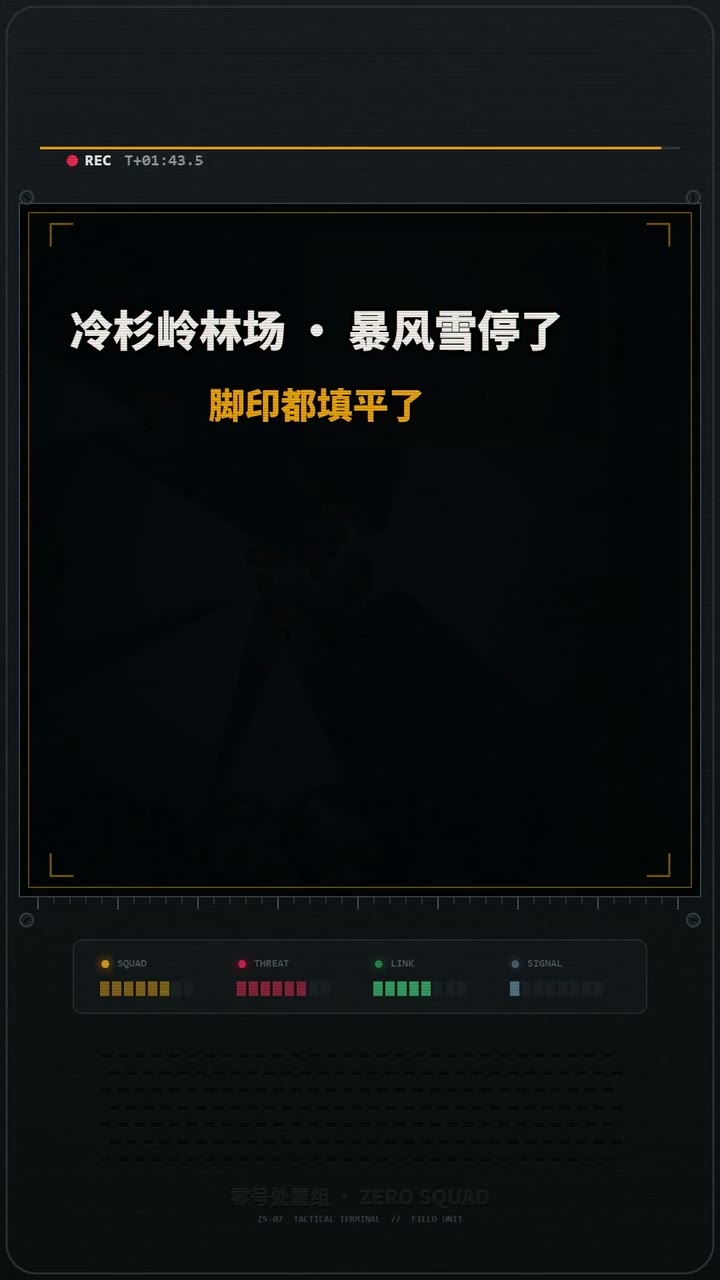 REC T+01:43.5
冷杉岭林场 · 暴风雪停了
脚印都填平了
SQUAD THREAT LINK SIGNAL
零号处置组 · ZERO SQUAD
ZS-07 TACTICAL TERMINAL // FIELD UNIT